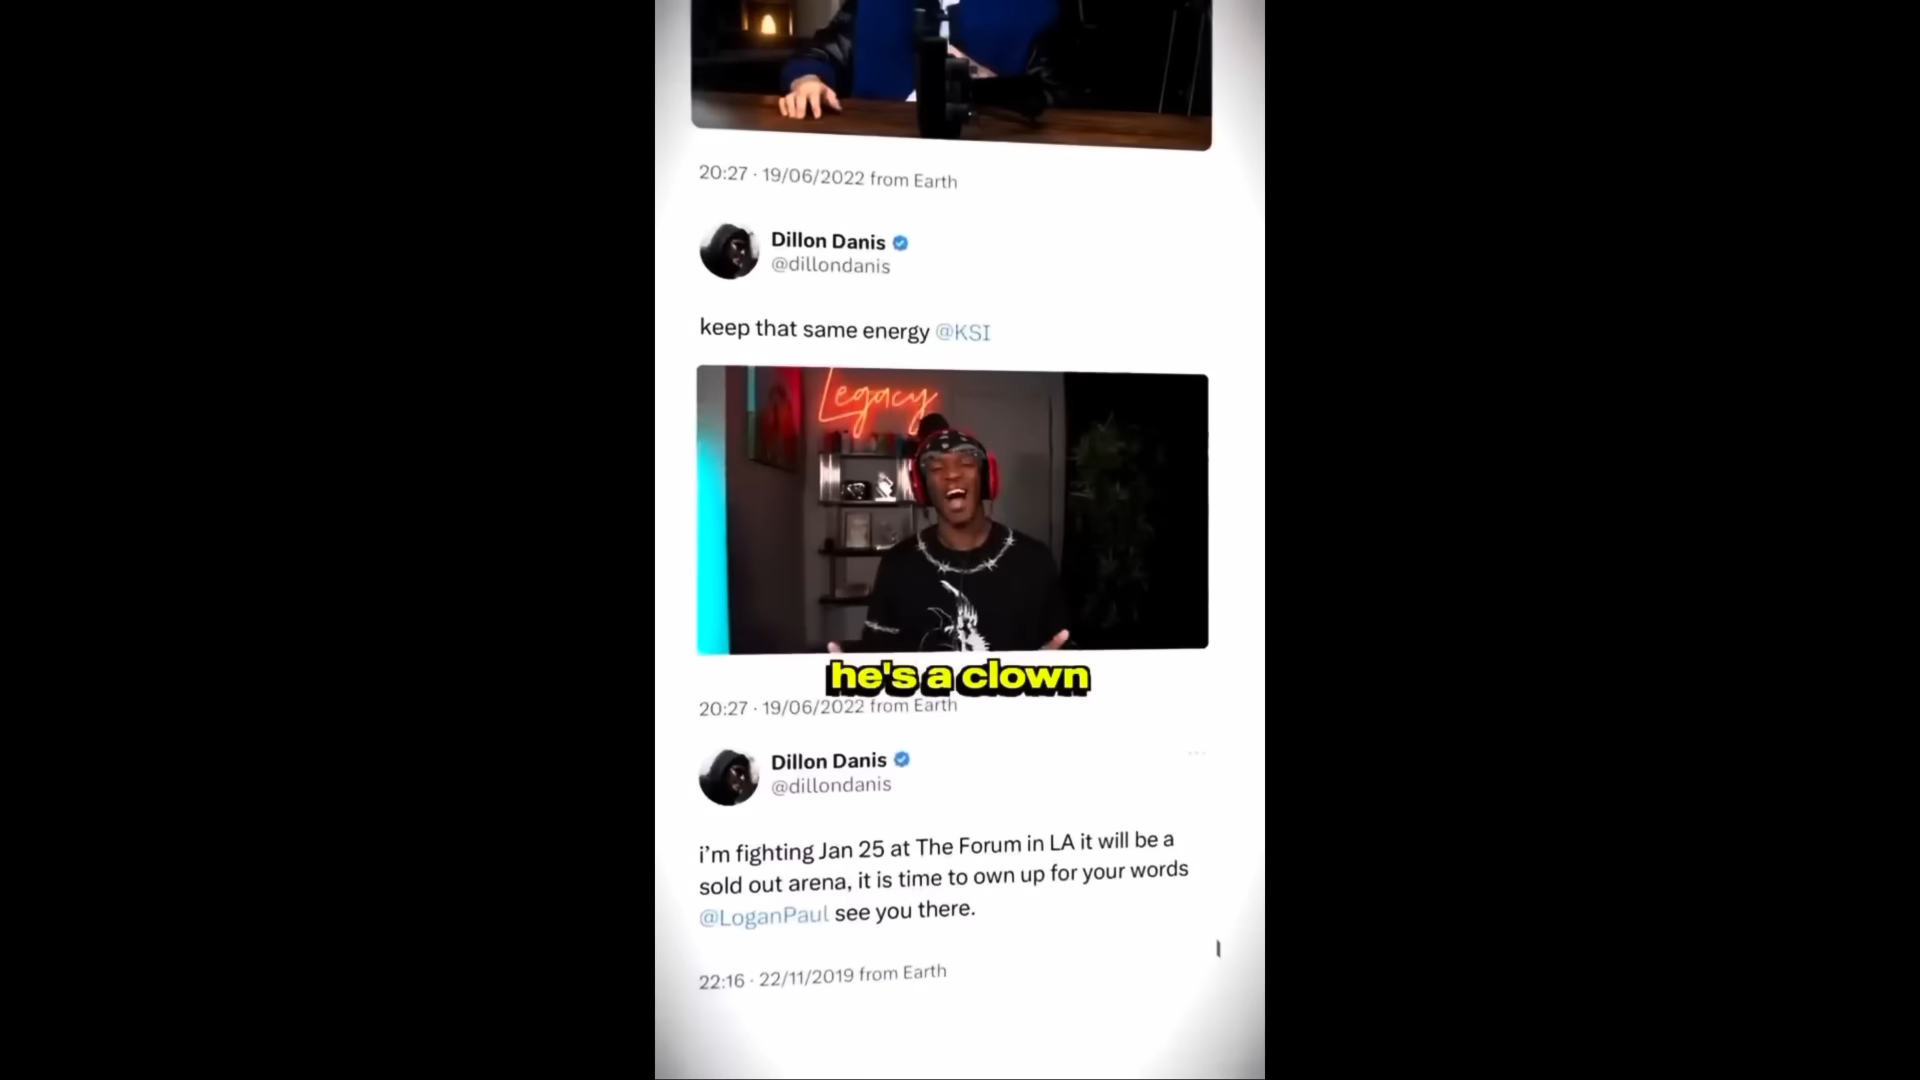 20:27 · 19/06/2022 from Earth
Dillon Danis
@dillondanis
keep that same energy @KSI
Legacy
he's a clown
20:27 · 19/06/2022 from Earth
Dillon Danis
@dillondanis
i'm fighting Jan 25 at The Forum in LA it will be a
sold out arena, it is time to own up for your words
@LoganPaul see you there.
22:16 · 22/11/2019 from Earth